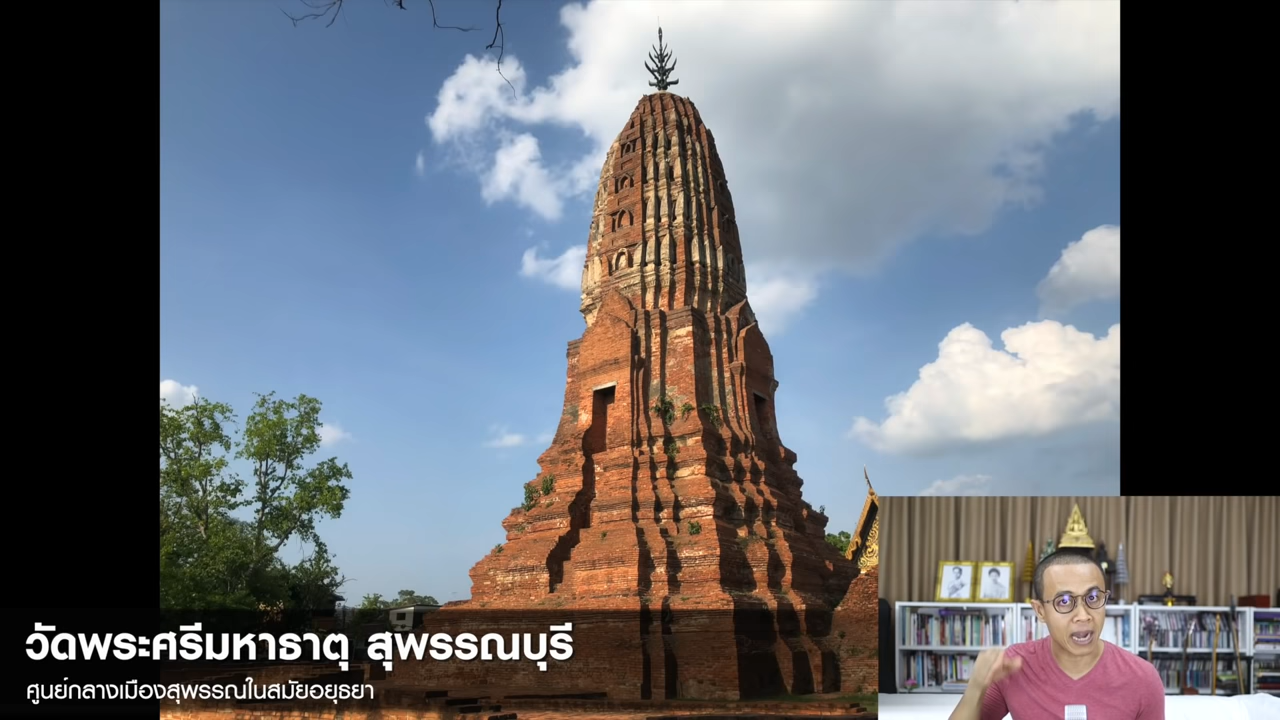 วัดพระศรีมหาธาตุ สุพรรณบุรี
ศูนย์กลางเมืองสุพรรณในสมัยอยุธยา